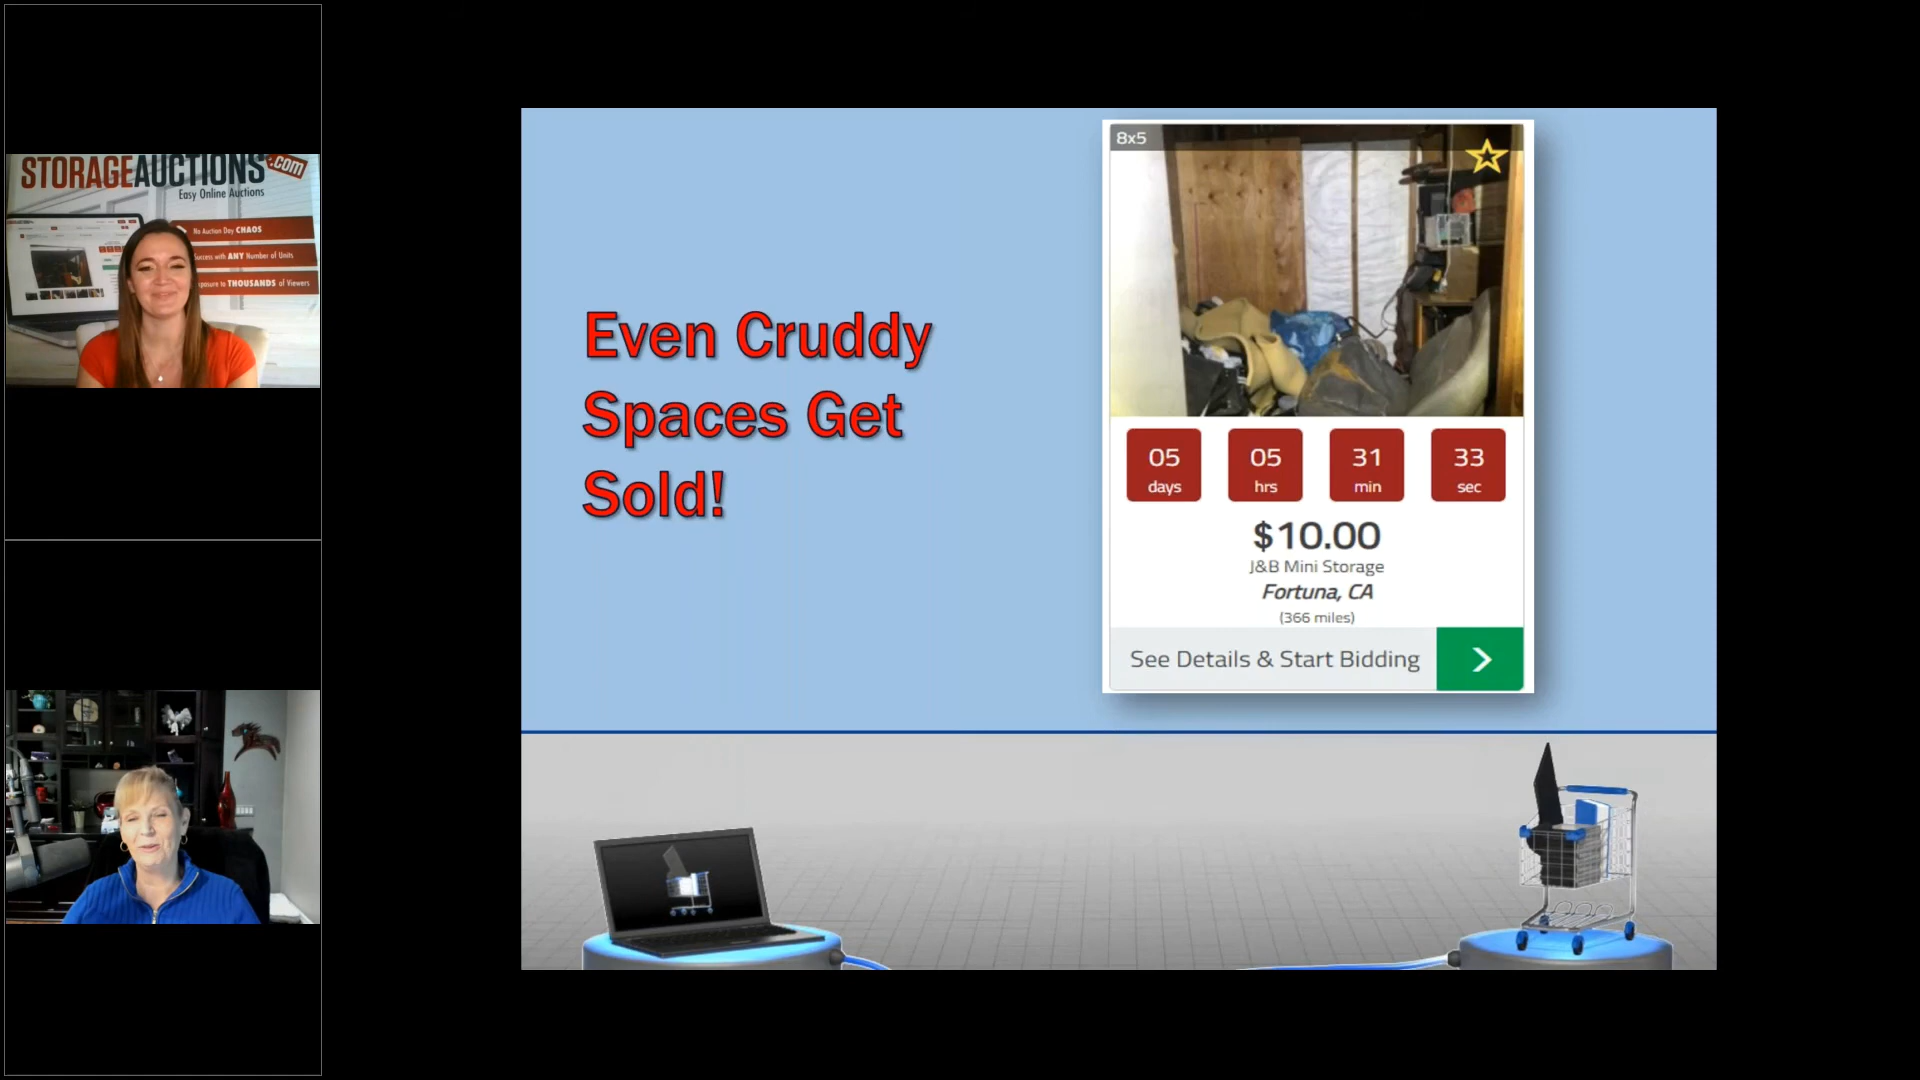 STORAGEAUCTIONS.com
Easy Online Auctions
No Auction Day CHAOS
Success with ANY Number of Units
xposure to THOUSANDS of Viewers
Even Cruddy
Spaces Get
Sold!
8x5
05 05 31 33
days hrs min sec
$10.00
J&B Mini Storage
Fortuna, CA
(366 miles)
See Details & Start Bidding